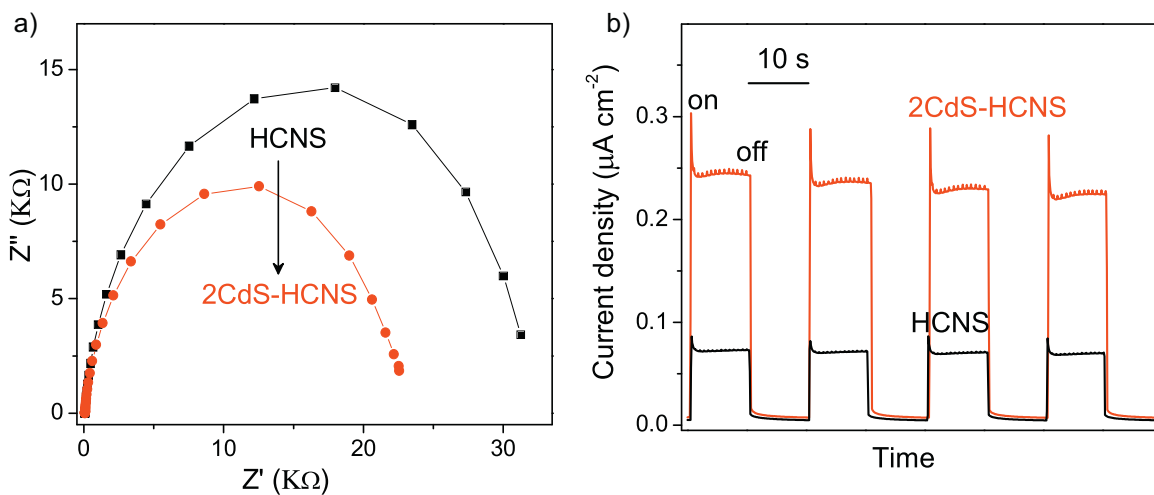 a)
15
10
5
0
Z'' (KΩ)
HCNS
2CdS-HCNS
0
10
20
30
Z' (KΩ)
b)
10 s
on
off
2CdS-HCNS
HCNS
0.3
0.2
0.1
0.0
Current density (μA cm⁻²)
Time